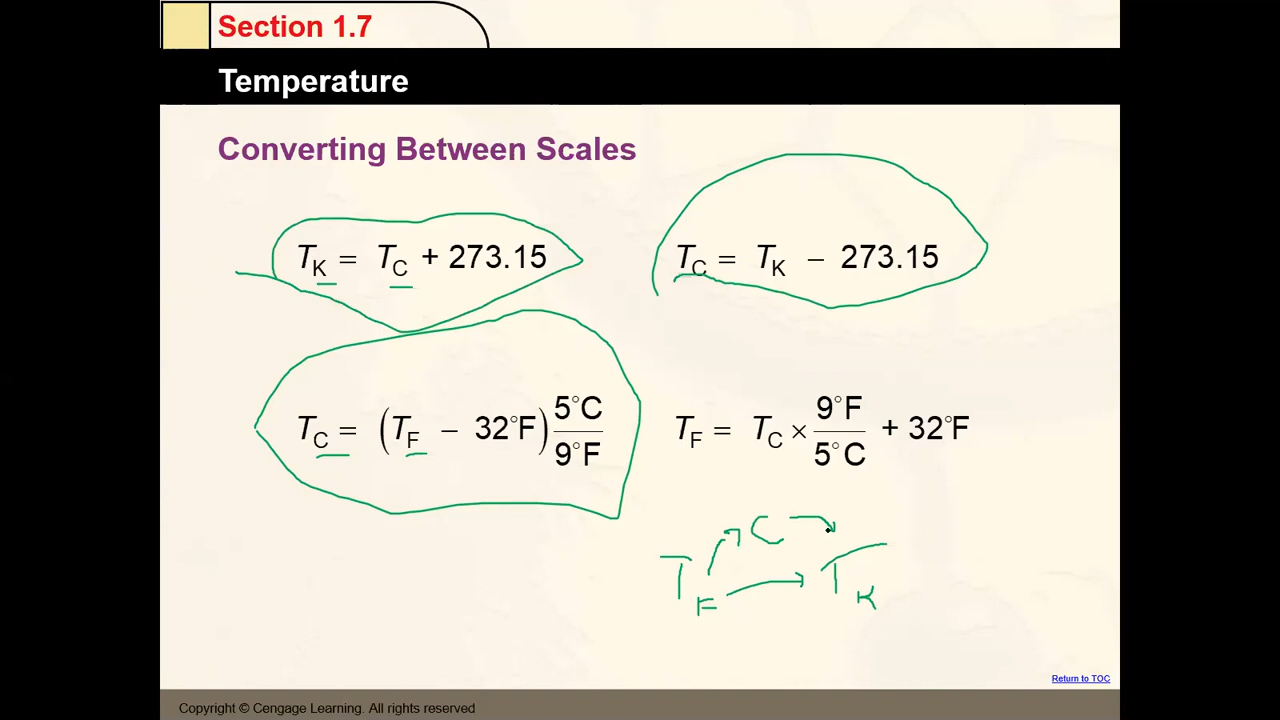 Section 1.7
Temperature
Converting Between Scales
T_K = T_C + 273.15
T_C = T_K − 273.15
T_C = (T_F − 32°F) 5°C/9°F
T_F = T_C × 9°F/5°C + 32°F
C
T_F → T_K
Return to TOC
Copyright © Cengage Learning. All rights reserved